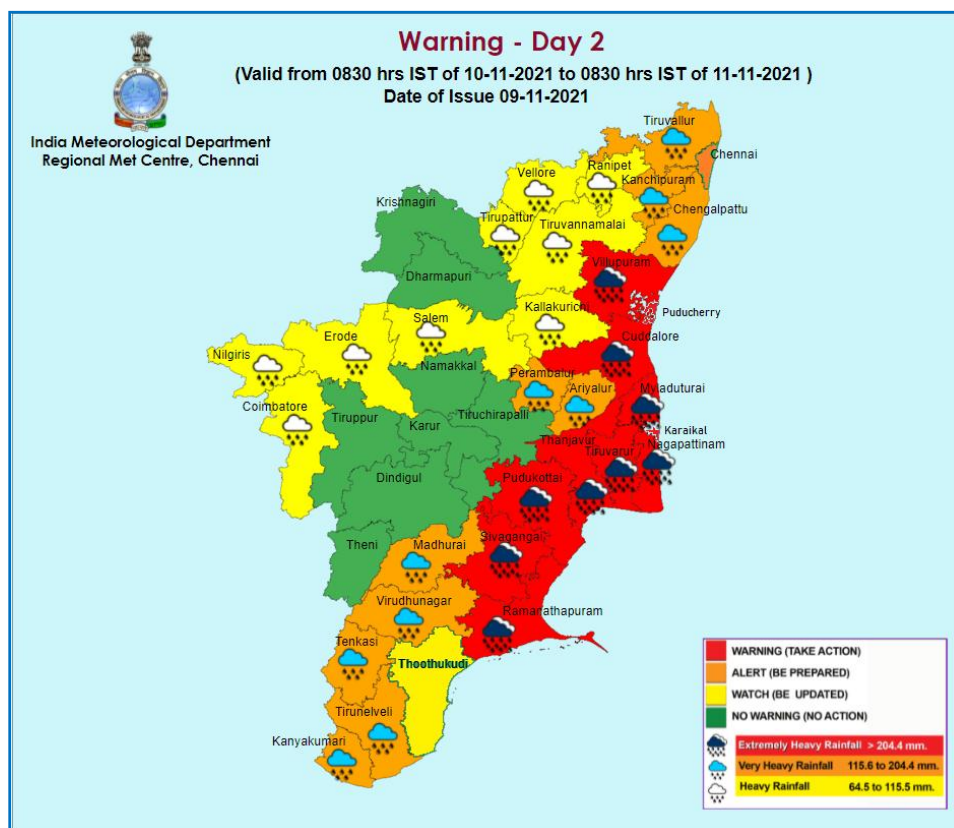 Warning - Day 2
(Valid from 0830 hrs IST of 10-11-2021 to 0830 hrs IST of 11-11-2021 )
Date of Issue 09-11-2021
India Meteorological Department
Regional Met Centre, Chennai
Tiruvallur
Chennai
Ranipet
Vellore
Kanchipuram
Krishnagiri
Chengalpattu
Tirupattur
Tiruvannamalai
Villupuram
Dharmapuri
Kallakurichi
Puducherry
Salem
Erode
Cuddalore
Nilgiris
Namakkal
Perambalur
Ariyalur
Myladuturai
Coimbatore
Tiruppur
Tiruchirapalli
Karur
Karaikal
Thanjavur
Nagapattinam
Tiruvarur
Dindigul
Pudukottai
Sivagangai
Theni
Madhurai
Virudhunagar
Ramanathapuram
Tenkasi
Thoothukudi
Tirunelveli
Kanyakumari
WARNING (TAKE ACTION)
ALERT (BE PREPARED)
WATCH (BE UPDATED)
NO WARNING (NO ACTION)
Extremely Heavy Rainfall > 204.4 mm.
Very Heavy Rainfall 115.6 to 204.4 mm.
Heavy Rainfall 64.5 to 115.5 mm.